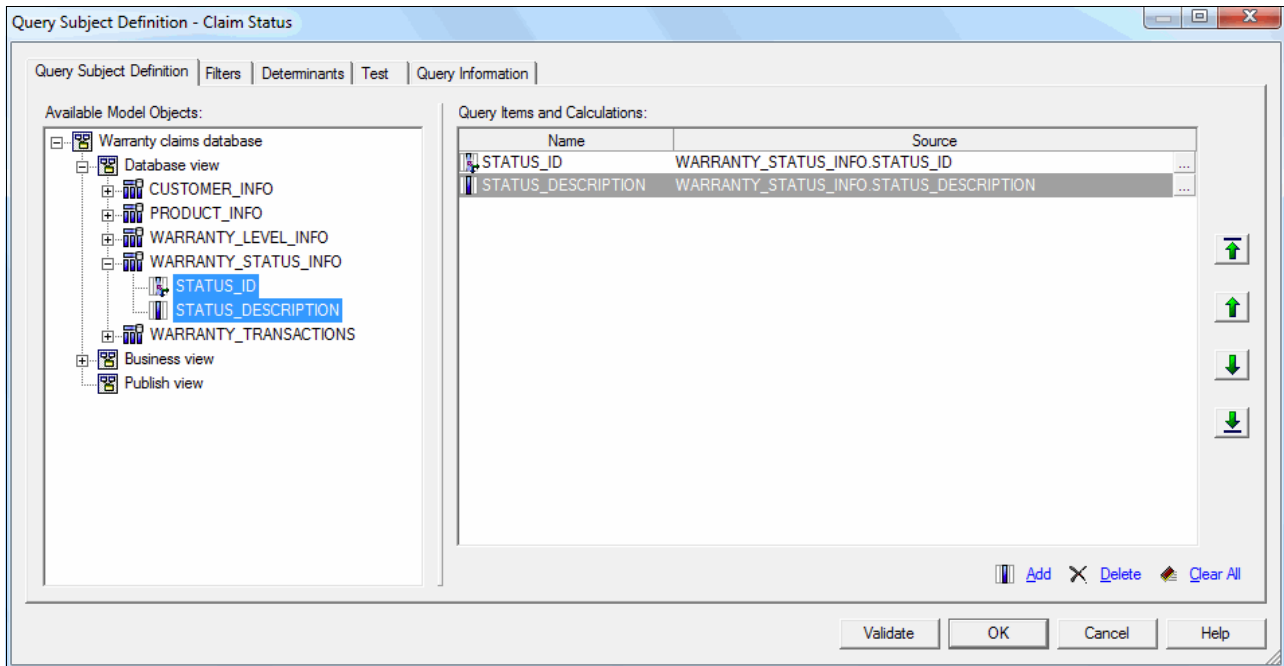 Query Subject Definition - Claim Status
Query Subject Definition Filters Determinants Test Query Information
Available Model Objects:
Warranty claims database
Database view
CUSTOMER_INFO
PRODUCT_INFO
WARRANTY_LEVEL_INFO
WARRANTY_STATUS_INFO
STATUS_ID
STATUS_DESCRIPTION
WARRANTY_TRANSACTIONS
Business view
Publish view
Query Items and Calculations:
Name Source
STATUS_ID WARRANTY_STATUS_INFO.STATUS_ID ...
STATUS_DESCRIPTION WARRANTY_STATUS_INFO.STATUS_DESCRIPTION ...
Add Delete Clear All
Validate OK Cancel Help